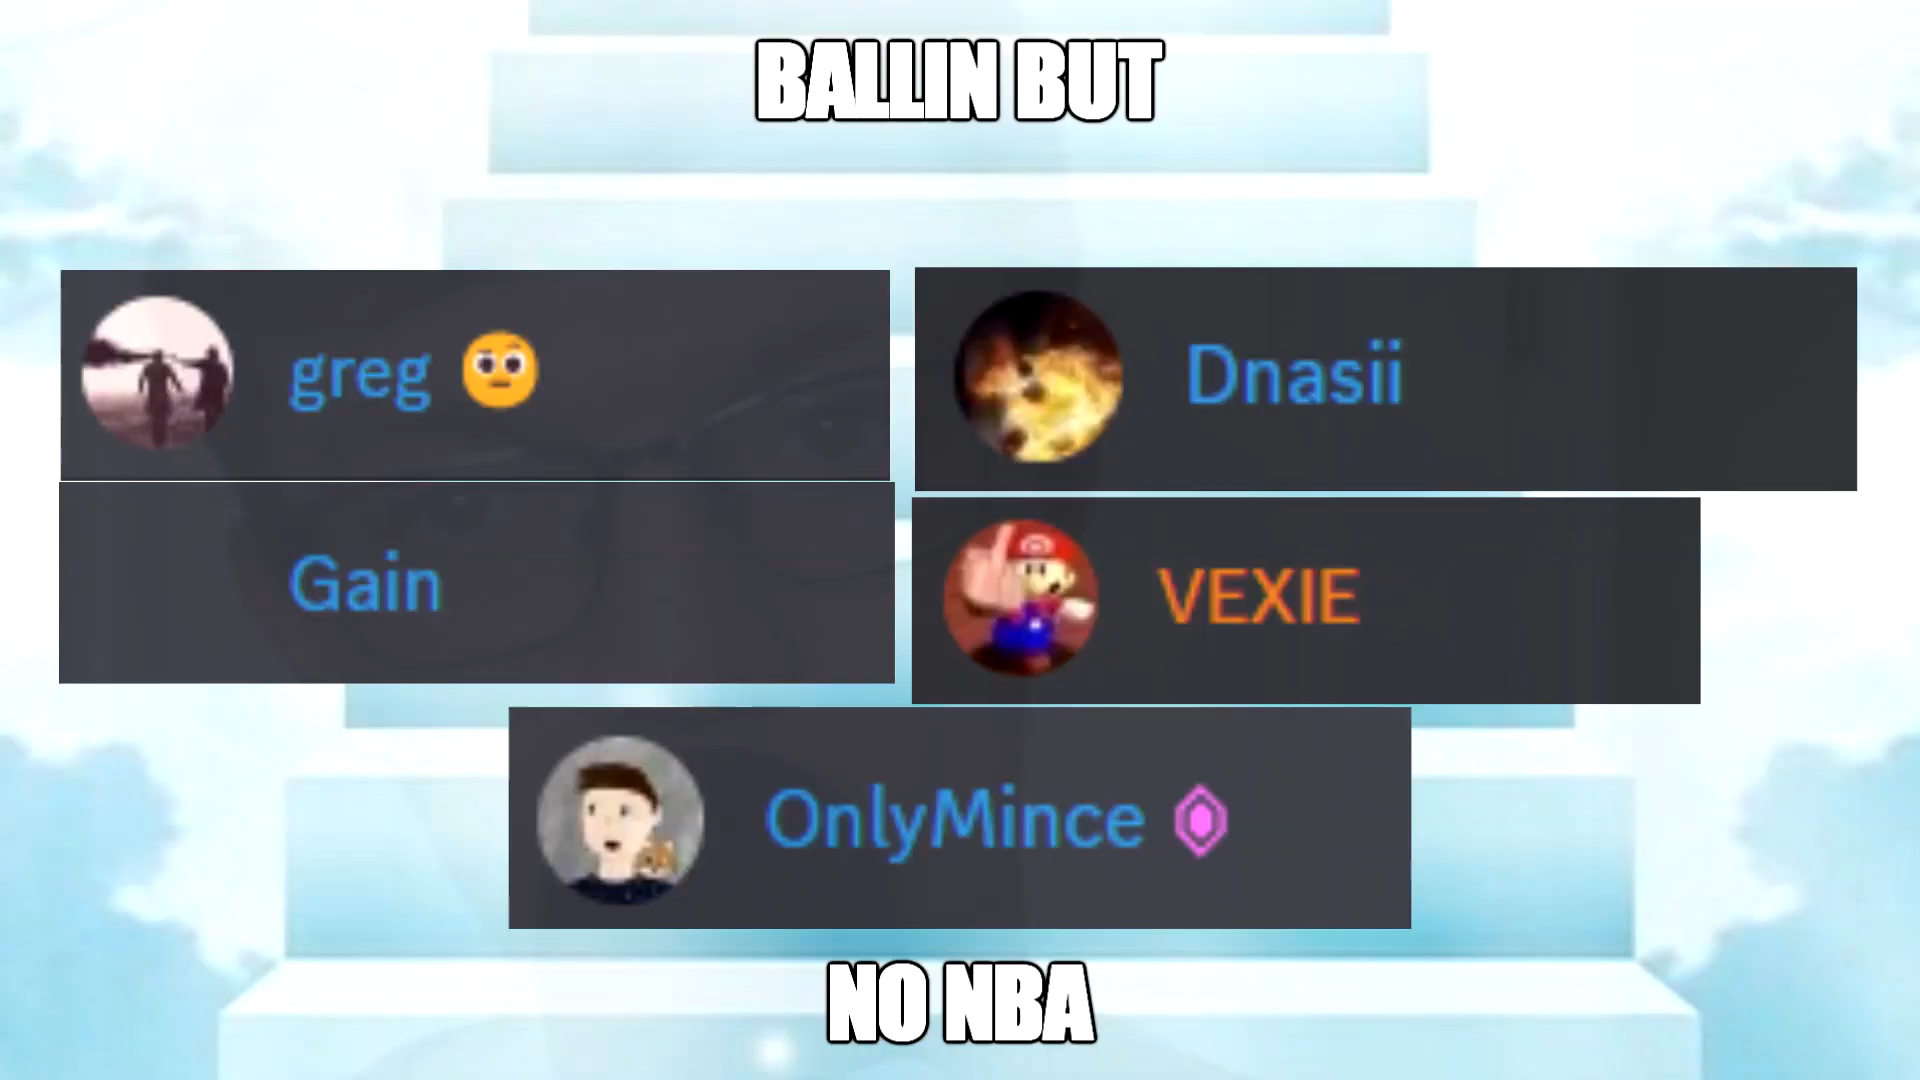 BALLIN BUT
greg 🫤
Dnasii
Gain
VEXIE
OnlyMince
NO NBA